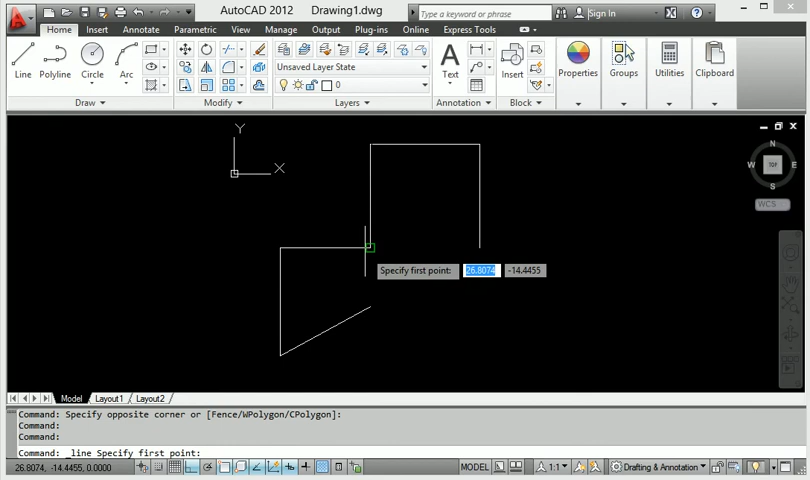 AutoCAD 2012 Drawing1.dwg
Type a keyword or phrase
Sign In
Home Insert Annotate Parametric View Manage Output Plug-ins Online Express Tools
Line Polyline Circle Arc
Unsaved Layer State
0
Text
Insert
Properties
Groups
Utilities
Clipboard
Draw
Modify
Layers
Annotation
Block
Y
X
N
W TOP E
S
WCS
Specify first point: 26.8074 -14.4455
Model Layout1 Layout2
Command: Specify opposite corner or [Fence/WPolygon/CPolygon]:
Command:
Command:
Command: _line Specify first point:
26.8074, -14.4455, 0.0000
MODEL
1:1
Drafting & Annotation